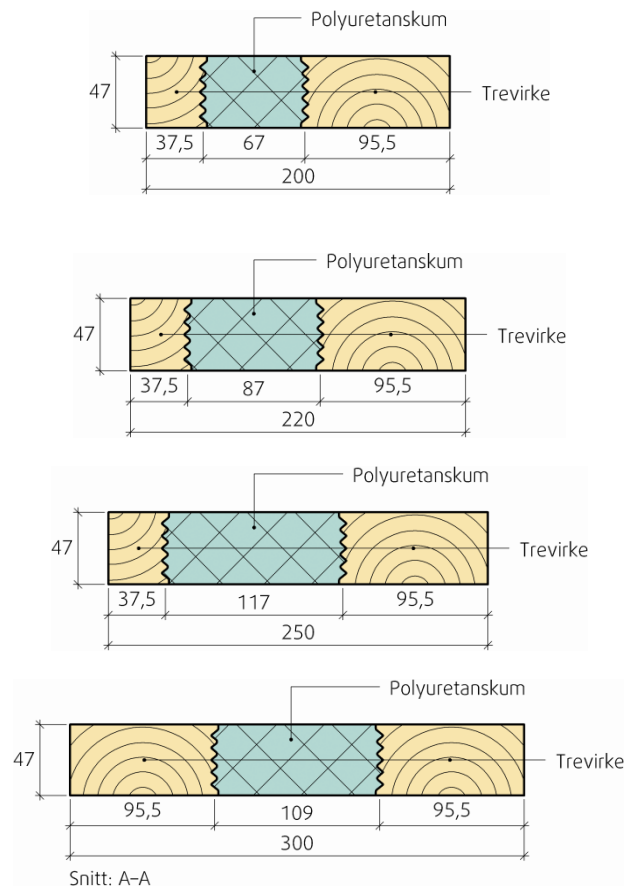 Polyuretanskum
47
Trevirke
37,5 67 95,5
200
Polyuretanskum
47
Trevirke
37,5 87 95,5
220
Polyuretanskum
47
Trevirke
37,5 117 95,5
250
Polyuretanskum
47
Trevirke
95,5 109 95,5
300
Snitt: A–A